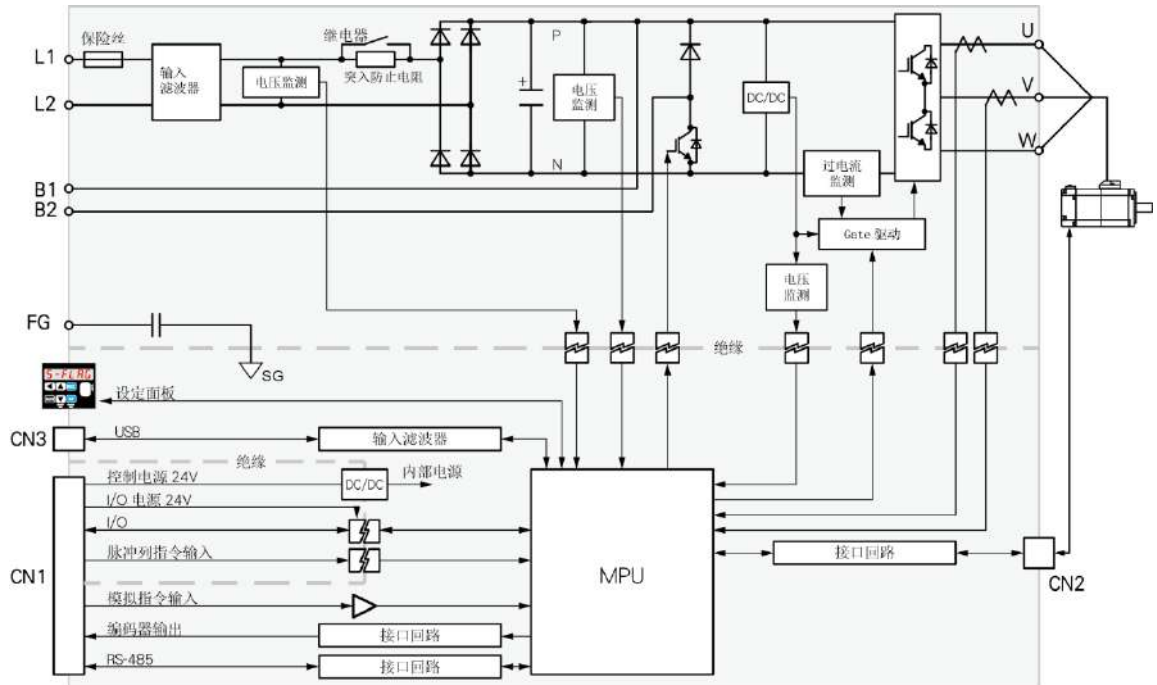 保险丝
L1
L2
输入
滤波器
电压监测
继电器
突入防止电阻
P
+
电压
监测
N
DC/DC
过电流
监测
U
V
W
B1
B2
Gate 驱动
电压
监测
FG
SG
绝缘
S-FLAG
设定面板
CN3
USB
输入滤波器
绝缘
控制电源 24V
DC/DC
内部电源
I/O 电源 24V
I/O
脉冲列指令输入
CN1
模拟指令输入
编码器输出
接口回路
RS-485
接口回路
MPU
接口回路
CN2